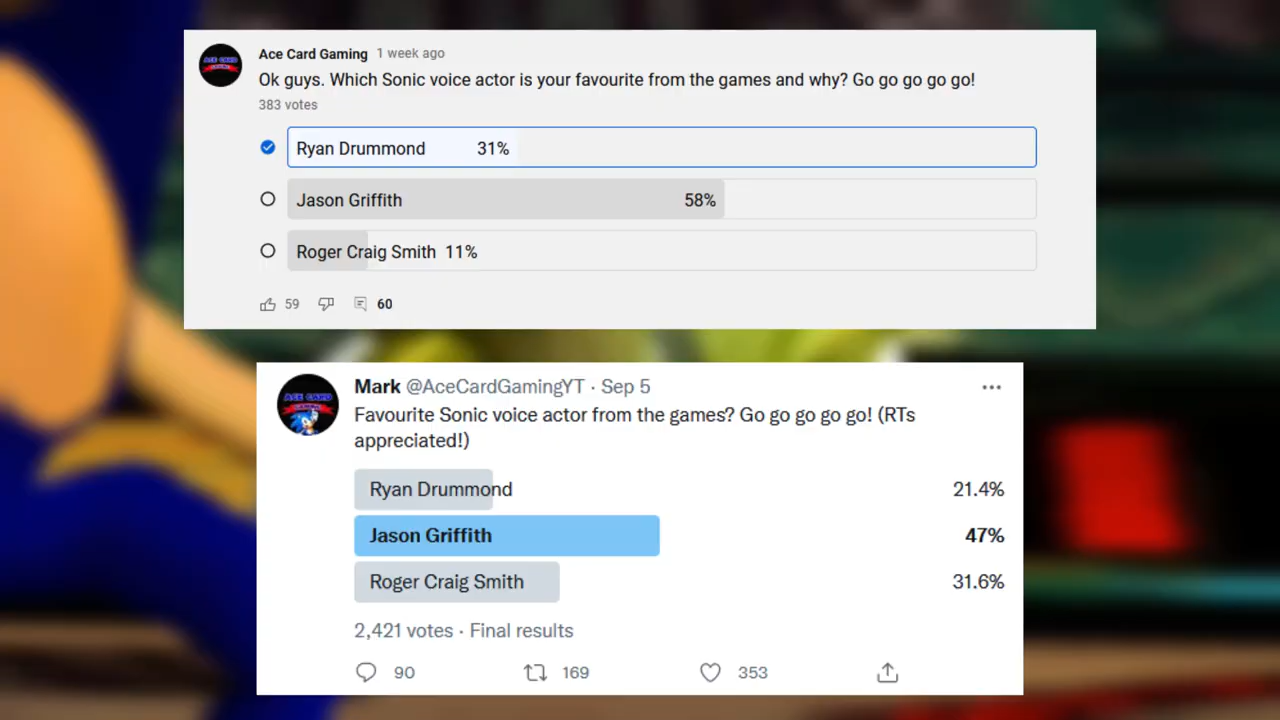 Ace Card Gaming 1 week ago
Ok guys. Which Sonic voice actor is your favourite from the games and why? Go go go go go!
383 votes
Ryan Drummond 31%
Jason Griffith 58%
Roger Craig Smith 11%
59 60
Mark @AceCardGamingYT · Sep 5
Favourite Sonic voice actor from the games? Go go go go go! (RTs
appreciated!)
Ryan Drummond 21.4%
Jason Griffith 47%
Roger Craig Smith 31.6%
2,421 votes · Final results
90 169 353
ACE CARD
GAMING